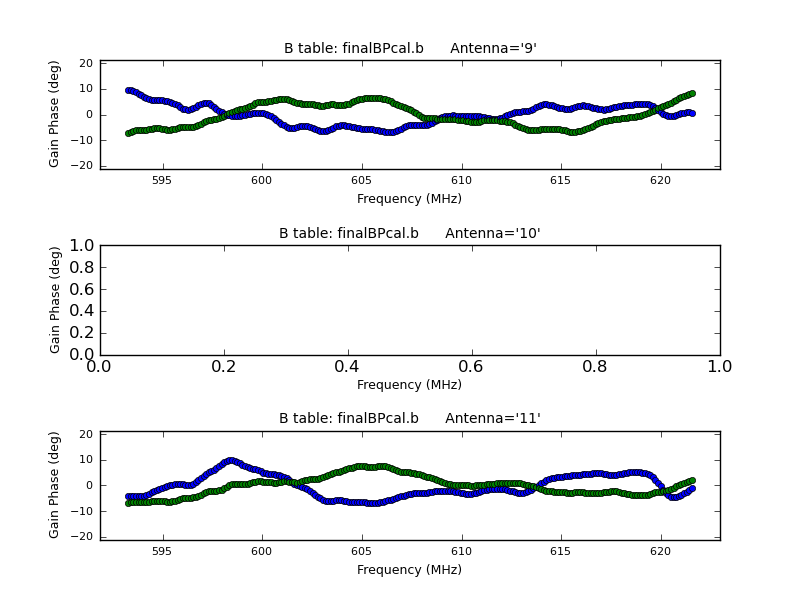 B table: finalBPcal.b Antenna='9'
Gain Phase (deg)
20
10
0
−10
−20
595 600 605 610 615 620
Frequency (MHz)
B table: finalBPcal.b Antenna='10'
Gain Phase (deg)
1.0
0.8
0.6
0.4
0.2
0.0
0.0 0.2 0.4 0.6 0.8 1.0
Frequency (MHz)
B table: finalBPcal.b Antenna='11'
Gain Phase (deg)
20
10
0
−10
−20
595 600 605 610 615 620
Frequency (MHz)